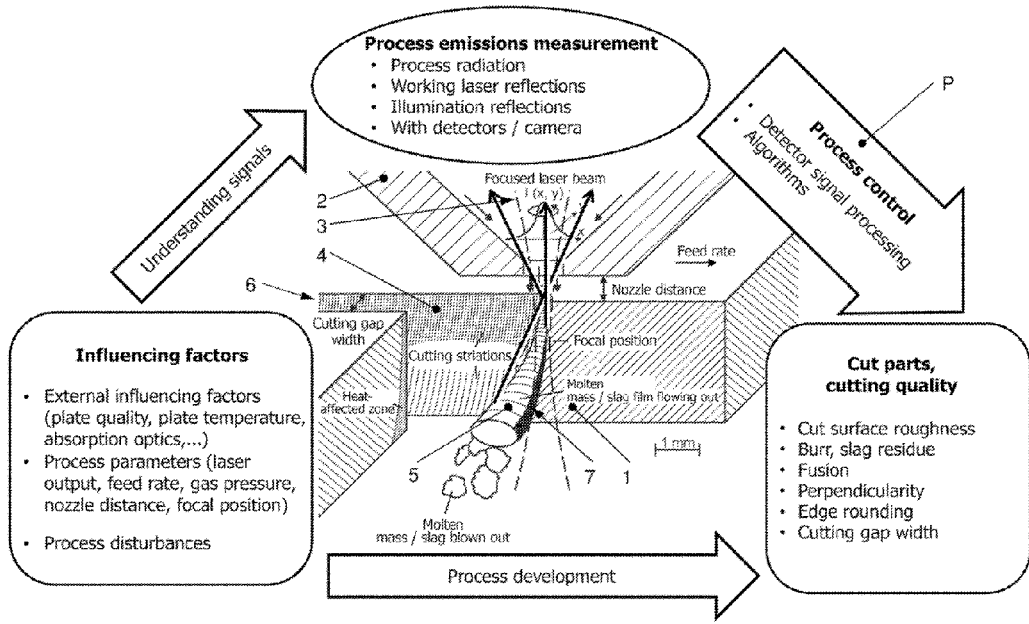 Process emissions measurement
• Process radiation
• Working laser reflections
• Illumination reflections
• With detectors / camera
P
Process control
• Detector signal processing
• Algorithms
Understanding signals
2
Focused laser beam
I (x, y)
3
x
4
Feed rate
6
Nozzle distance
Cutting gap
width
Cutting striations
Focal position
Heat-
affected zone
Molten
mass / slag film flowing out
1 mm
5
7
1
Molten
mass / slag blown out
Influencing factors
• External influencing factors
(plate quality, plate temperature,
absorption optics,...)
• Process parameters (laser
output, feed rate, gas pressure,
nozzle distance, focal position)
• Process disturbances
Cut parts,
cutting quality
• Cut surface roughness
• Burr, slag residue
• Fusion
• Perpendicularity
• Edge rounding
• Cutting gap width
Process development